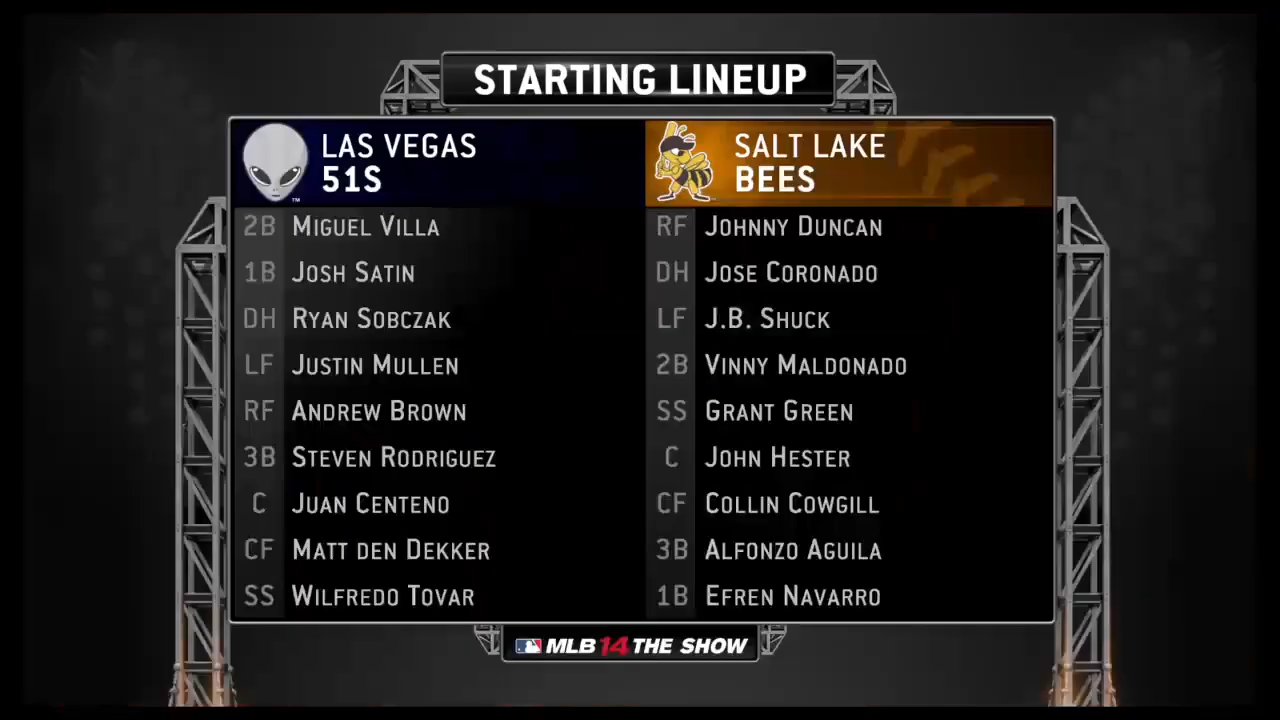 STARTING LINEUP
LAS VEGAS
51S
2B MIGUEL VILLA
1B JOSH SATIN
DH RYAN SOBCZAK
LF JUSTIN MULLEN
RF ANDREW BROWN
3B STEVEN RODRIGUEZ
C JUAN CENTENO
CF MATT DEN DEKKER
SS WILFREDO TOVAR
SALT LAKE
BEES
RF JOHNNY DUNCAN
DH JOSE CORONADO
LF J.B. SHUCK
2B VINNY MALDONADO
SS GRANT GREEN
C JOHN HESTER
CF COLLIN COWGILL
3B ALFONZO AGUILA
1B EFREN NAVARRO
MLB 14 THE SHOW